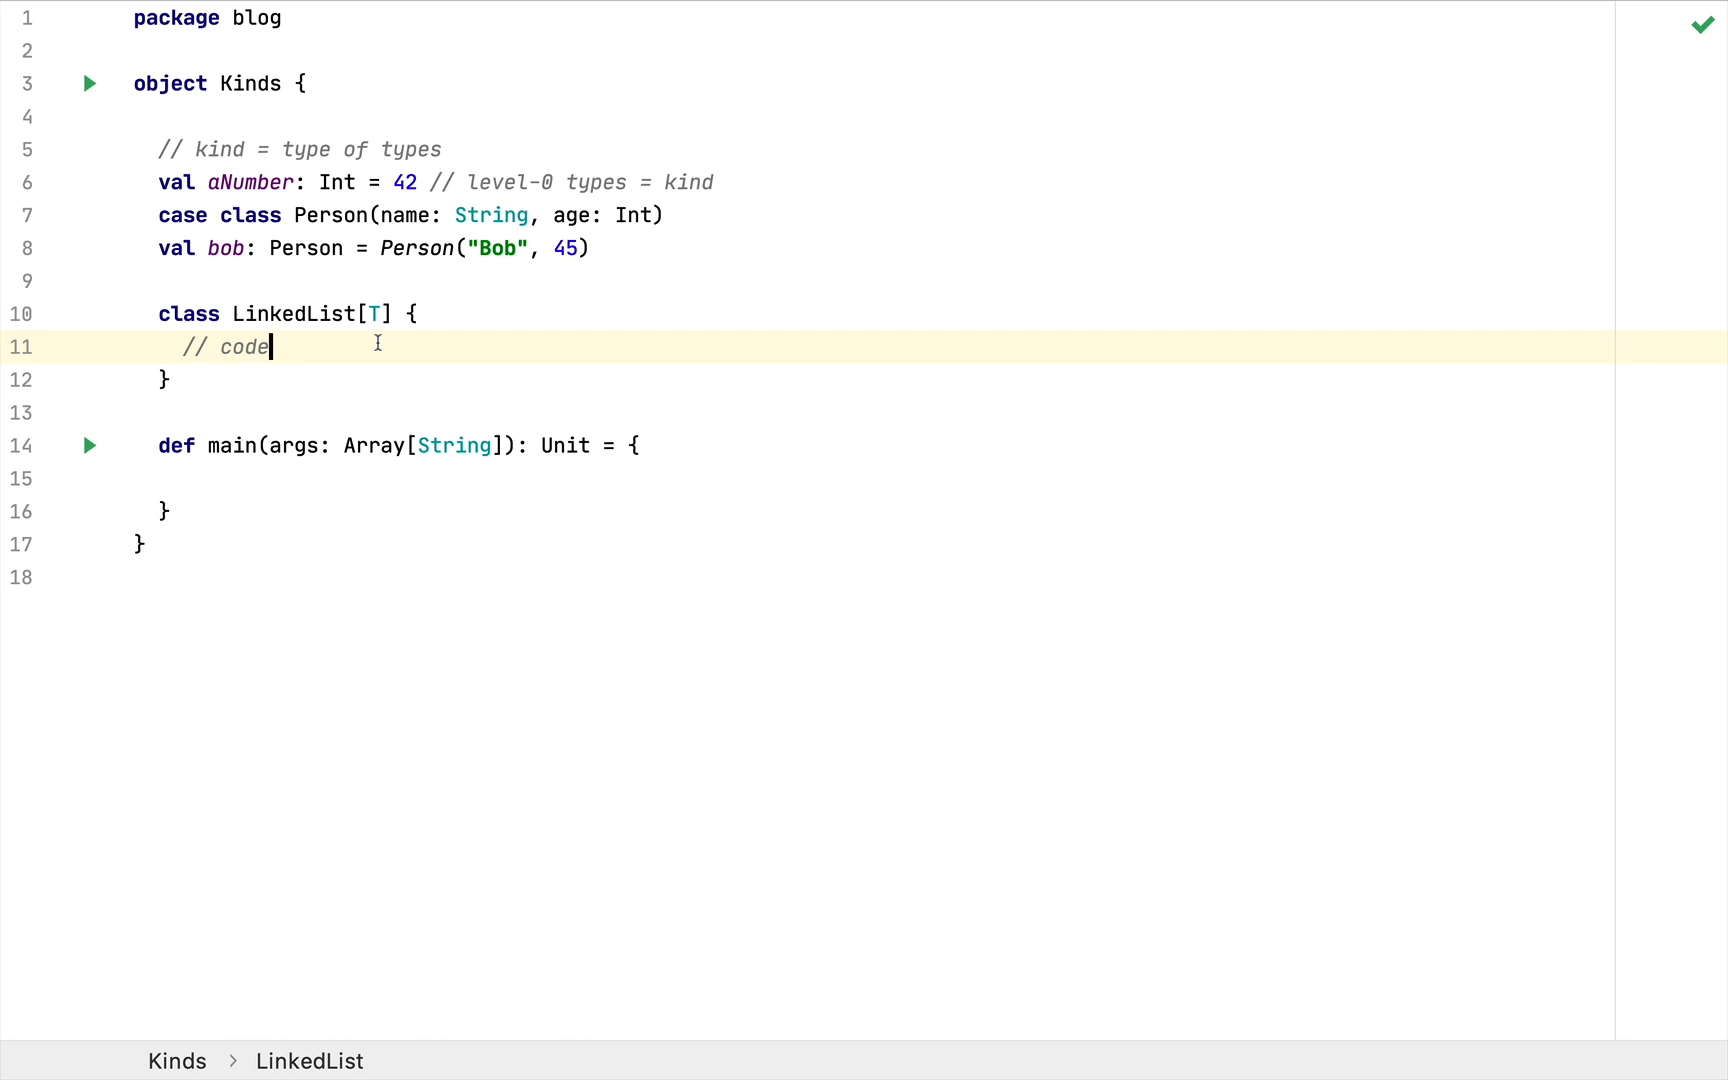 1 package blog
2
3 object Kinds {
4
5 // kind = type of types
6 val aNumber: Int = 42 // level-0 types = kind
7 case class Person(name: String, age: Int)
8 val bob: Person = Person("Bob", 45)
9
10 class LinkedList[T] {
11 // code
12 }
13
14 def main(args: Array[String]): Unit = {
15
16 }
17 }
18
Kinds > LinkedList